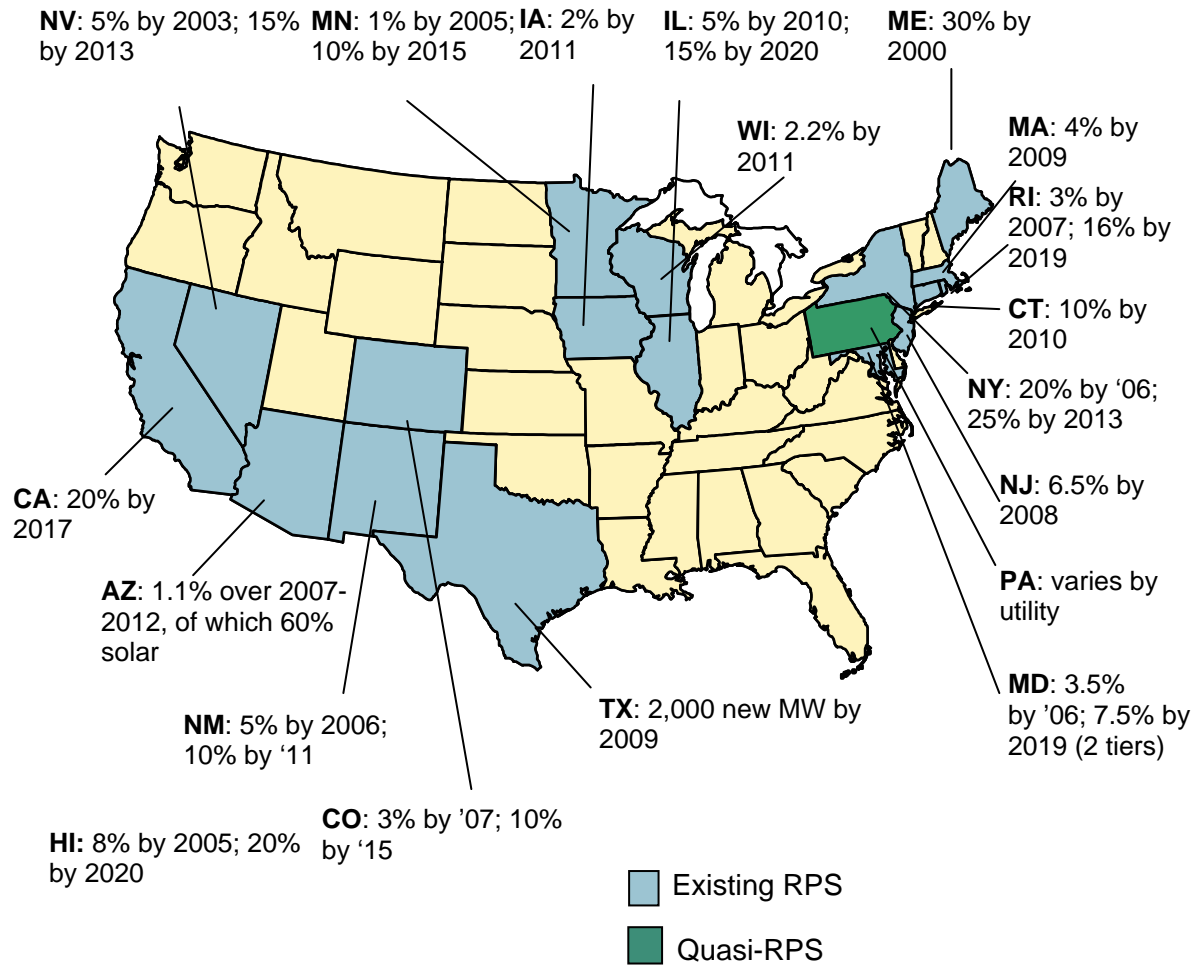 NV: 5% by 2003; 15%
by 2013
MN: 1% by 2005;
10% by 2015
IA: 2% by
2011
IL: 5% by 2010;
15% by 2020
ME: 30% by
2000
WI: 2.2% by
2011
MA: 4% by
2009
RI: 3% by
2007; 16% by
2019
CT: 10% by
2010
NY: 20% by ‘06;
25% by 2013
NJ: 6.5% by
2008
PA: varies by
utility
MD: 3.5%
by ’06; 7.5% by
2019 (2 tiers)
CA: 20% by
2017
AZ: 1.1% over 2007-
2012, of which 60%
solar
NM: 5% by 2006;
10% by ‘11
TX: 2,000 new MW by
2009
CO: 3% by ’07; 10%
by ‘15
HI: 8% by 2005; 20%
by 2020
Existing RPS
Quasi-RPS